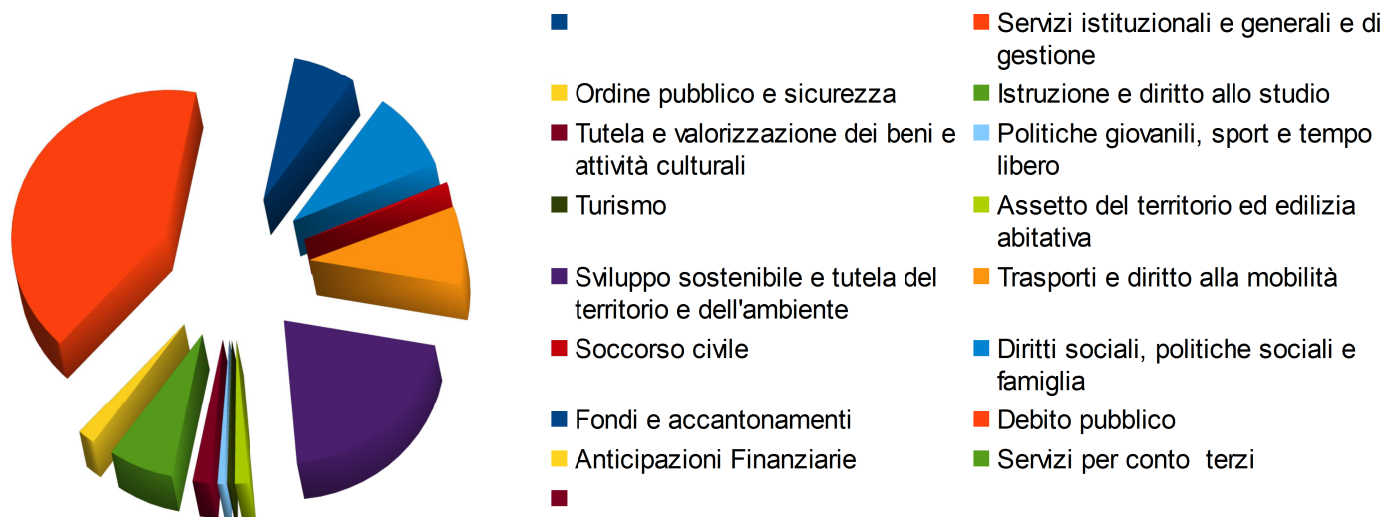 Servizi istituzionali e generali e di
gestione
Ordine pubblico e sicurezza
Istruzione e diritto allo studio
Tutela e valorizzazione dei beni e
attività culturali
Politiche giovanili, sport e tempo
libero
Turismo
Assetto del territorio ed edilizia
abitativa
Sviluppo sostenibile e tutela del
territorio e dell'ambiente
Trasporti e diritto alla mobilità
Soccorso civile
Diritti sociali, politiche sociali e
famiglia
Fondi e accantonamenti
Debito pubblico
Anticipazioni Finanziarie
Servizi per conto  terzi